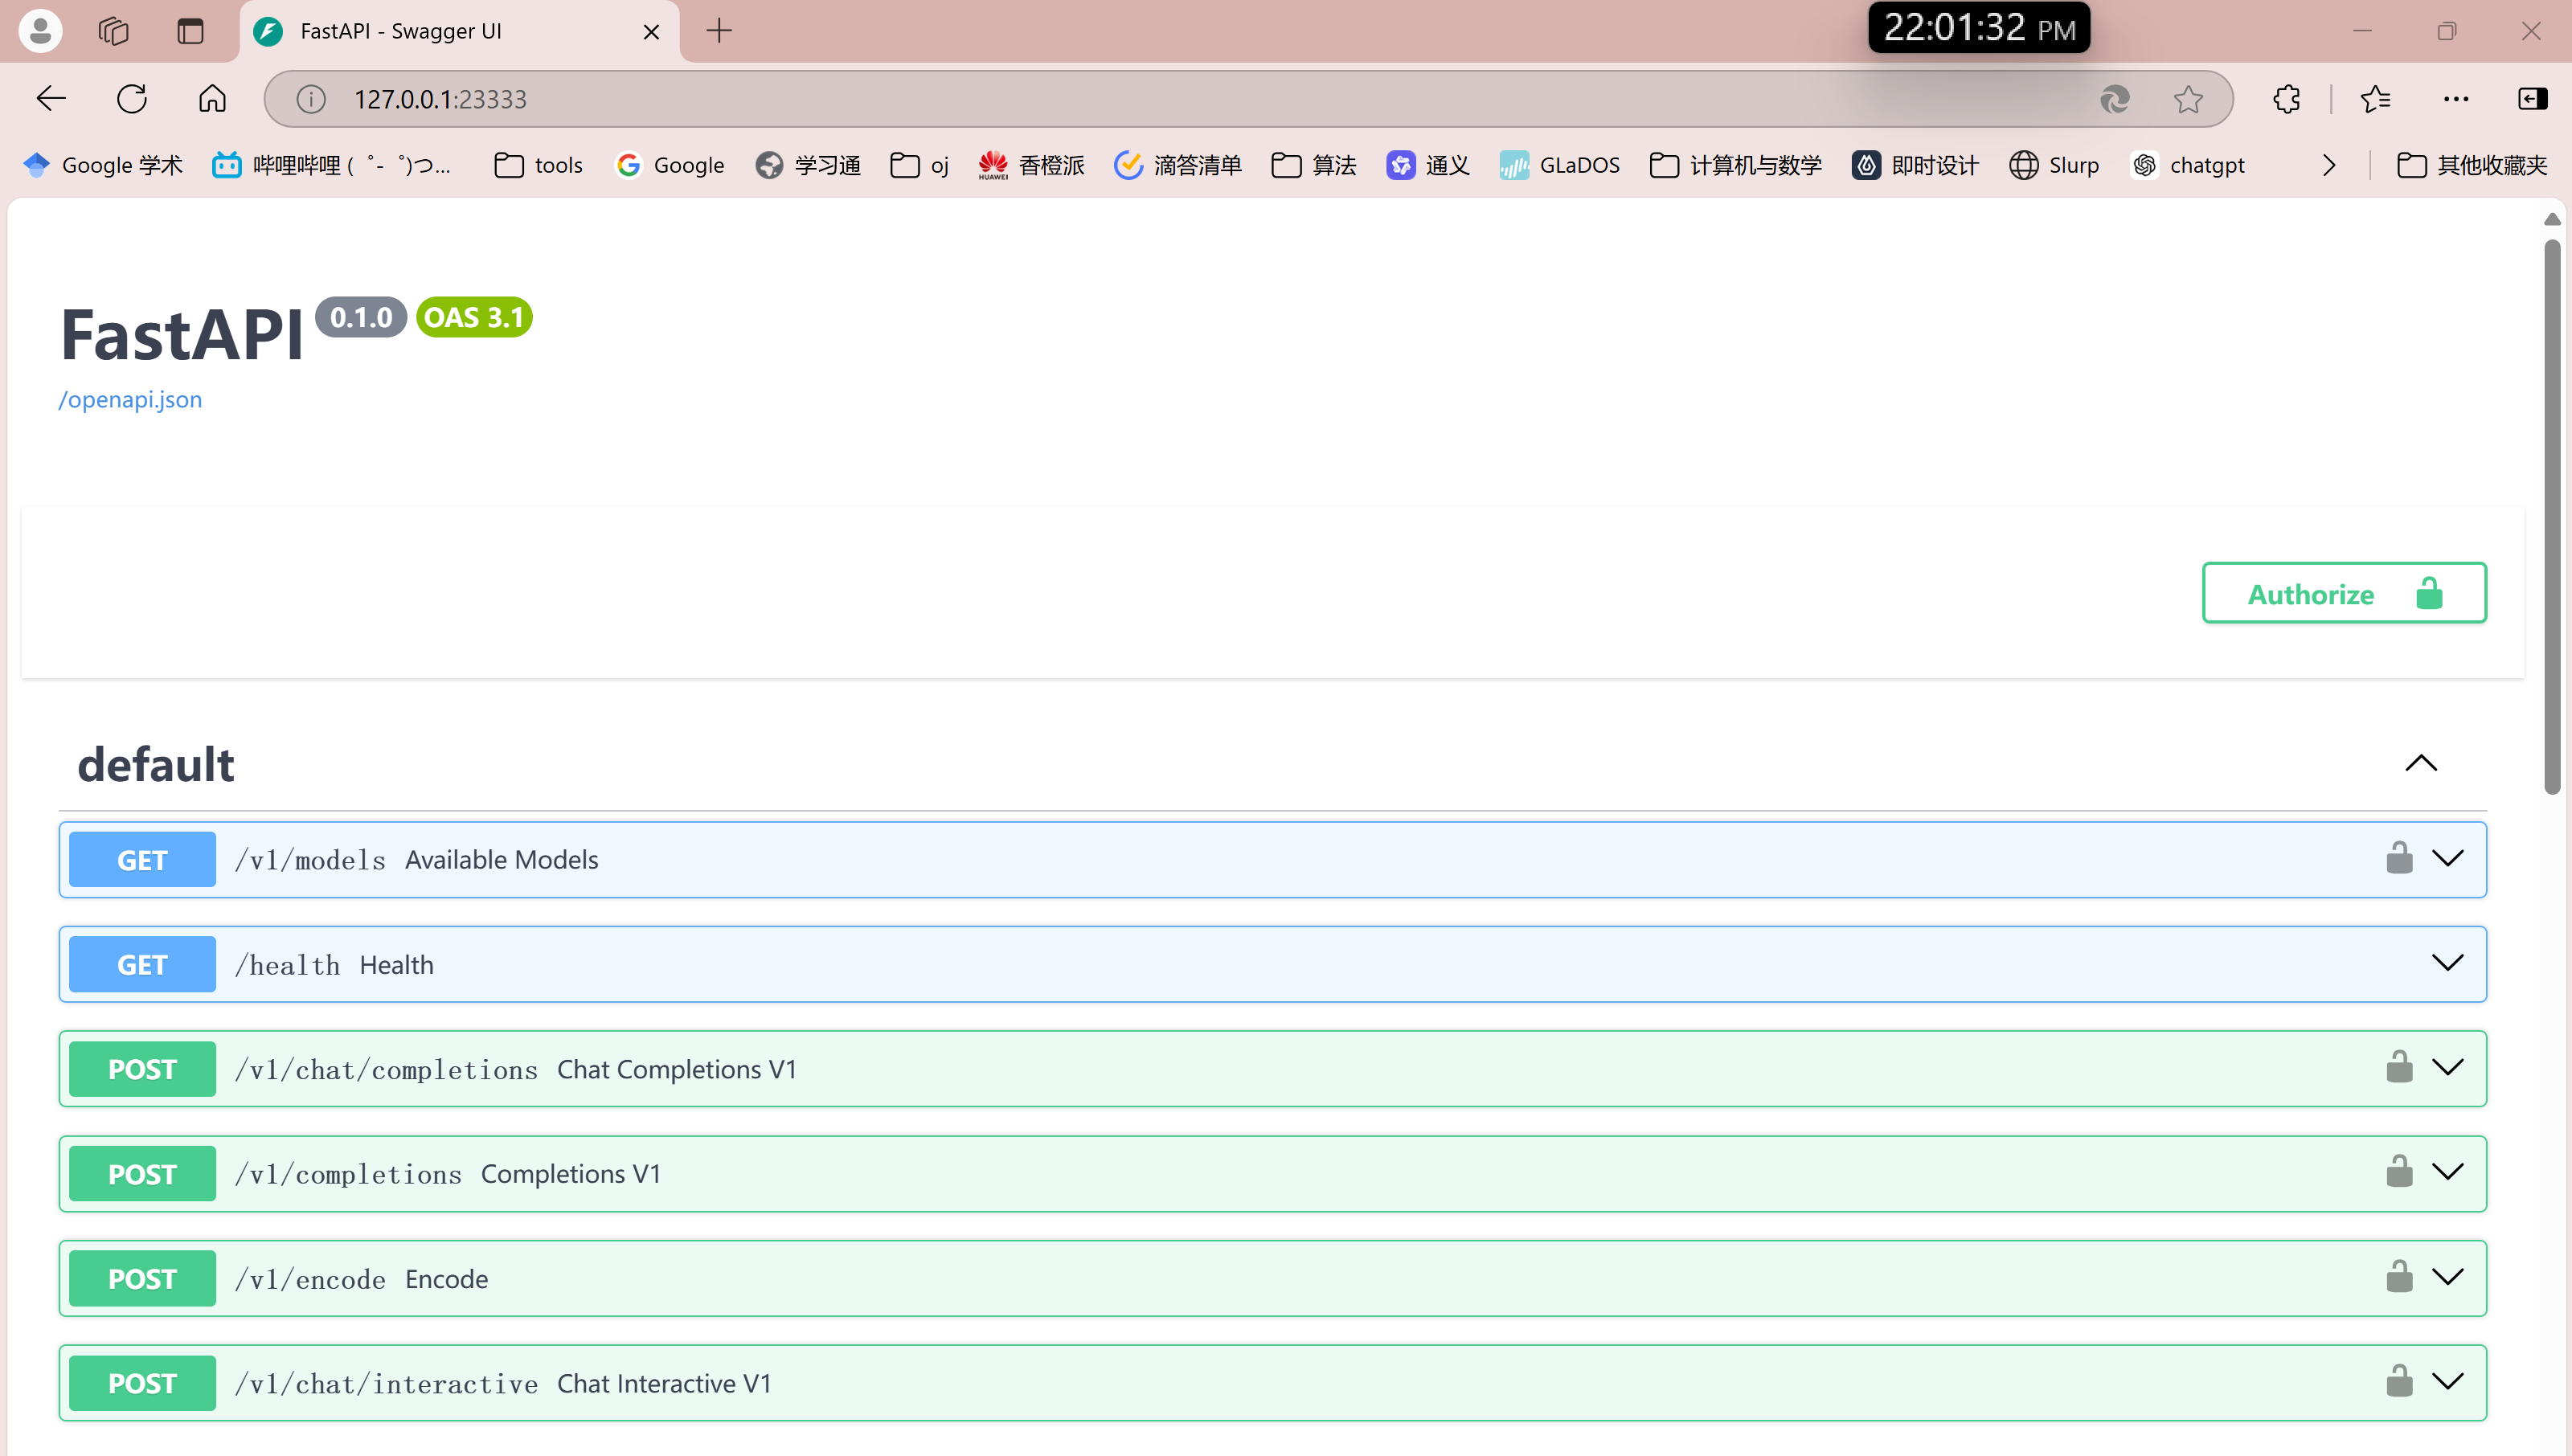 FastAPI - Swagger UI
22:01:32 PM
127.0.0.1:23333
Google 学术
哔哩哔哩 ( ゜- ゜)つ...
tools
Google
学习通
oj
HUAWEI
香橙派
滴答清单
算法
通义
GLaDOS
计算机与数学
即时设计
Slurp
chatgpt
其他收藏夹
FastAPI 0.1.0 OAS 3.1
/openapi.json
Authorize
default
GET /v1/models Available Models
GET /health Health
POST /v1/chat/completions Chat Completions V1
POST /v1/completions Completions V1
POST /v1/encode Encode
POST /v1/chat/interactive Chat Interactive V1